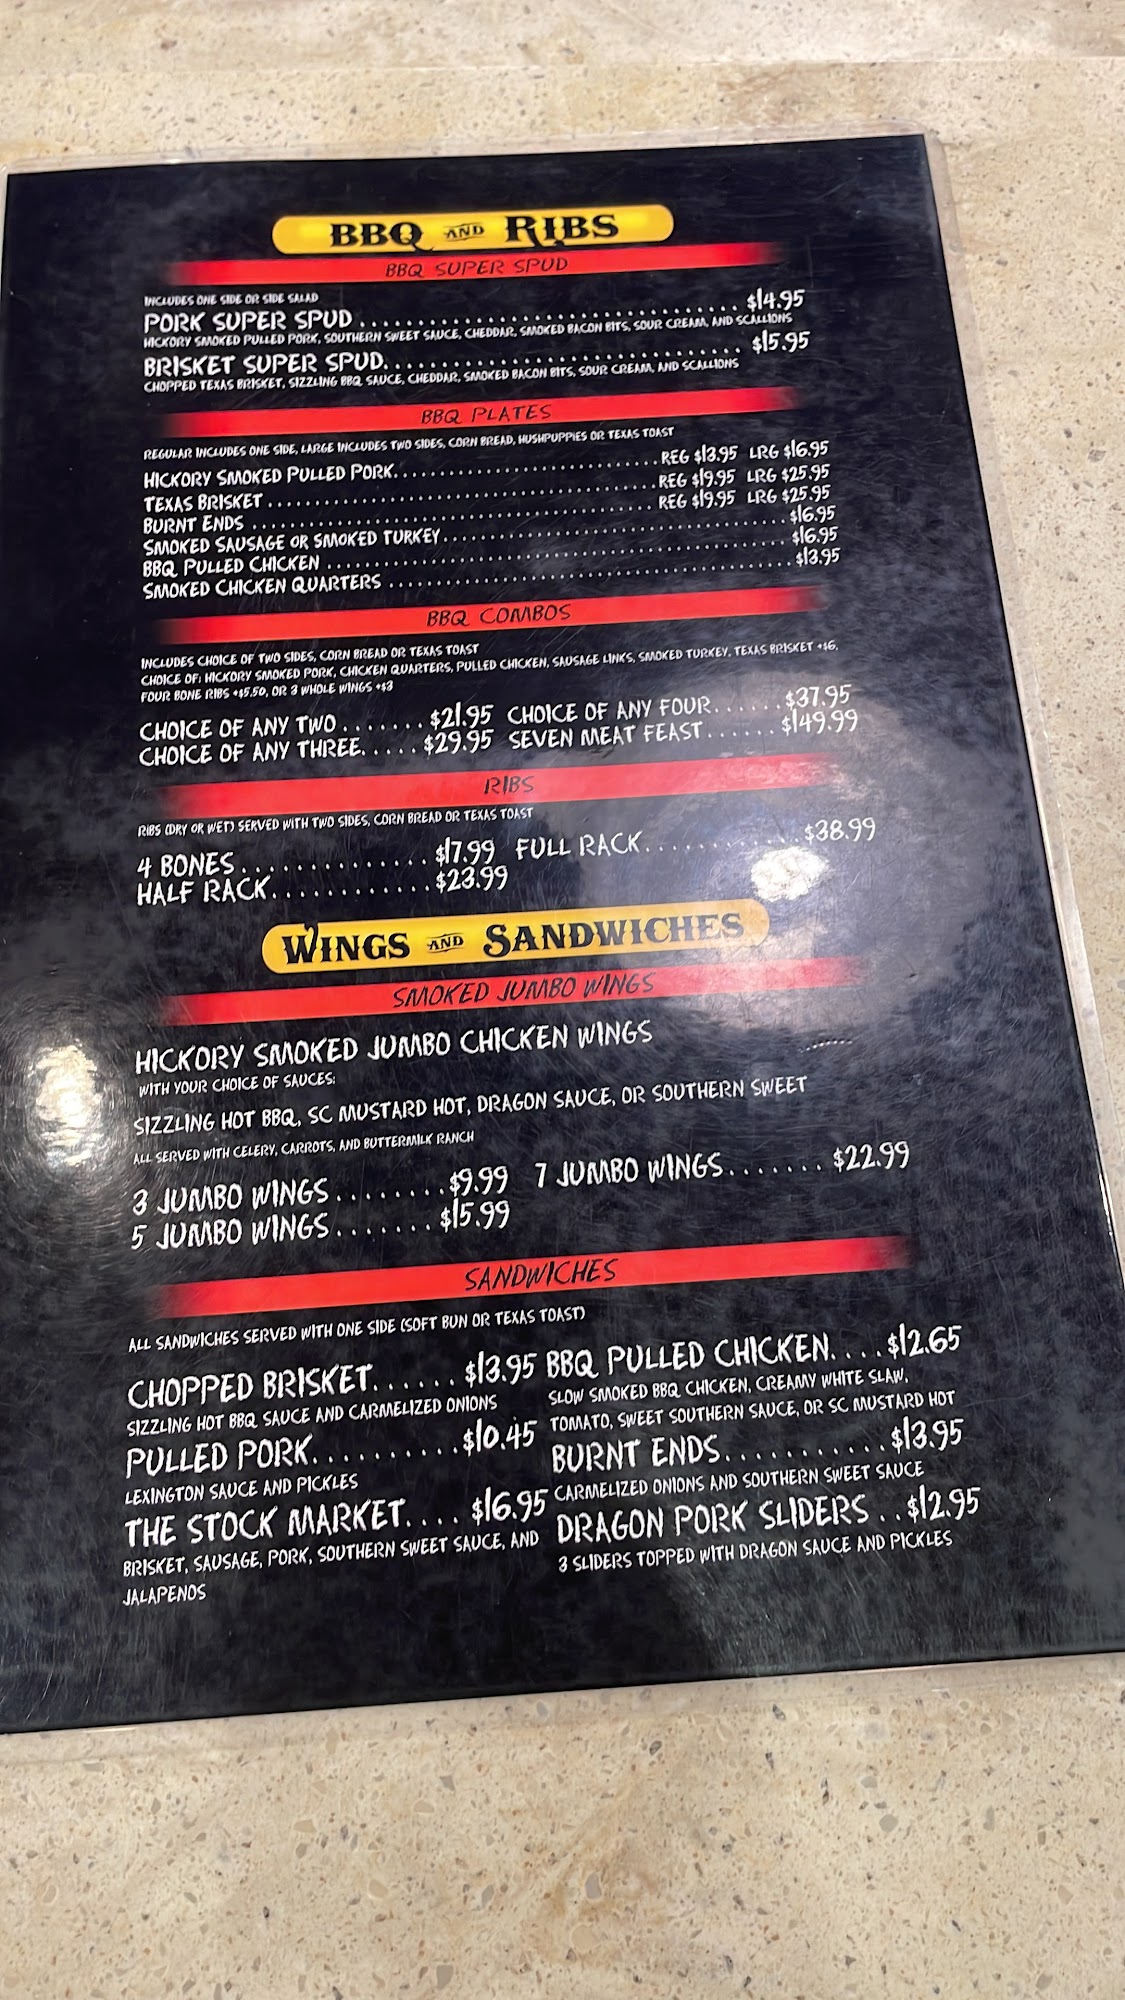 BBQ AND RIBS
BBQ SUPER SPUD
INCLUDES ONE SIDE OR SIDE SALAD
PORK SUPER SPUD ........................................ $14.95
HICKORY SMOKED PULLED PORK, SOUTHERN SWEET SAUCE, CHEDDAR, SMOKED BACON BITS, SOUR CREAM, AND SCALLIONS
BRISKET SUPER SPUD........................................ $15.95
CHOPPED TEXAS BRISKET, SIZZLING BBQ SAUCE, CHEDDAR, SMOKED BACON BITS, SOUR CREAM, AND SCALLIONS
BBQ PLATES
REGULAR INCLUDES ONE SIDE, LARGE INCLUDES TWO SIDES, CORN BREAD, HUSHPUPPIES OR TEXAS TOAST
HICKORY SMOKED PULLED PORK............................REG $13.95 LRG $16.95
TEXAS BRISKET..........................................REG $19.95 LRG $25.95
BURNT ENDS ............................................ REG $19.95 LRG $25.95
SMOKED SAUSAGE OR SMOKED TURKEY.....................................$16.95
BBQ PULLED CHICKEN ................................................ $16.95
SMOKED CHICKEN QUARTERS ...........................................$13.95
BBQ COMBOS
INCLUDES CHOICE OF TWO SIDES, CORN BREAD OR TEXAS TOAST
CHOICE OF: HICKORY SMOKED PORK, CHICKEN QUARTERS, PULLED CHICKEN, SAUSAGE LINKS, SMOKED TURKEY, TEXAS BRISKET +$6,
FOUR BONE RIBS +$5.50, OR 3 WHOLE WINGS +$3
CHOICE OF ANY TWO ....... $21.95 CHOICE OF ANY FOUR...... $37.95
CHOICE OF ANY THREE..... $29.95 SEVEN MEAT FEAST...... $149.99
RIBS
RIBS (DRY OR WET) SERVED WITH TWO SIDES, CORN BREAD OR TEXAS TOAST
4 BONES.............. $17.99 FULL RACK............ $38.99
HALF RACK............ $23.99
WINGS AND SANDWICHES
SMOKED JUMBO WINGS
HICKORY SMOKED JUMBO CHICKEN WINGS
WITH YOUR CHOICE OF SAUCES:
SIZZLING HOT BBQ, SC MUSTARD HOT, DRAGON SAUCE, OR SOUTHERN SWEET
ALL SERVED WITH CELERY, CARROTS, AND BUTTERMILK RANCH
3 JUMBO WINGS........$9.99 7 JUMBO WINGS....... $22.99
5 JUMBO WINGS....... $15.99
SANDWICHES
ALL SANDWICHES SERVED WITH ONE SIDE (SOFT BUN OR TEXAS TOAST)
CHOPPED BRISKET...... $13.95 BBQ PULLED CHICKEN....$12.65
SIZZLING HOT BBQ SAUCE AND CARMELIZED ONIONS
SLOW SMOKED BBQ CHICKEN, CREAMY WHITE SLAW,
TOMATO, SWEET SOUTHERN SAUCE, OR SC MUSTARD HOT
PULLED PORK..........$10.45 BURNT ENDS...........$13.95
LEXINGTON SAUCE AND PICKLES
CARMELIZED ONIONS AND SOUTHERN SWEET SAUCE
THE STOCK MARKET.... $16.95 DRAGON PORK SLIDERS ..$12.95
BRISKET, SAUSAGE, PORK, SOUTHERN SWEET SAUCE, AND
JALAPENOS
3 SLIDERS TOPPED WITH DRAGON SAUCE AND PICKLES